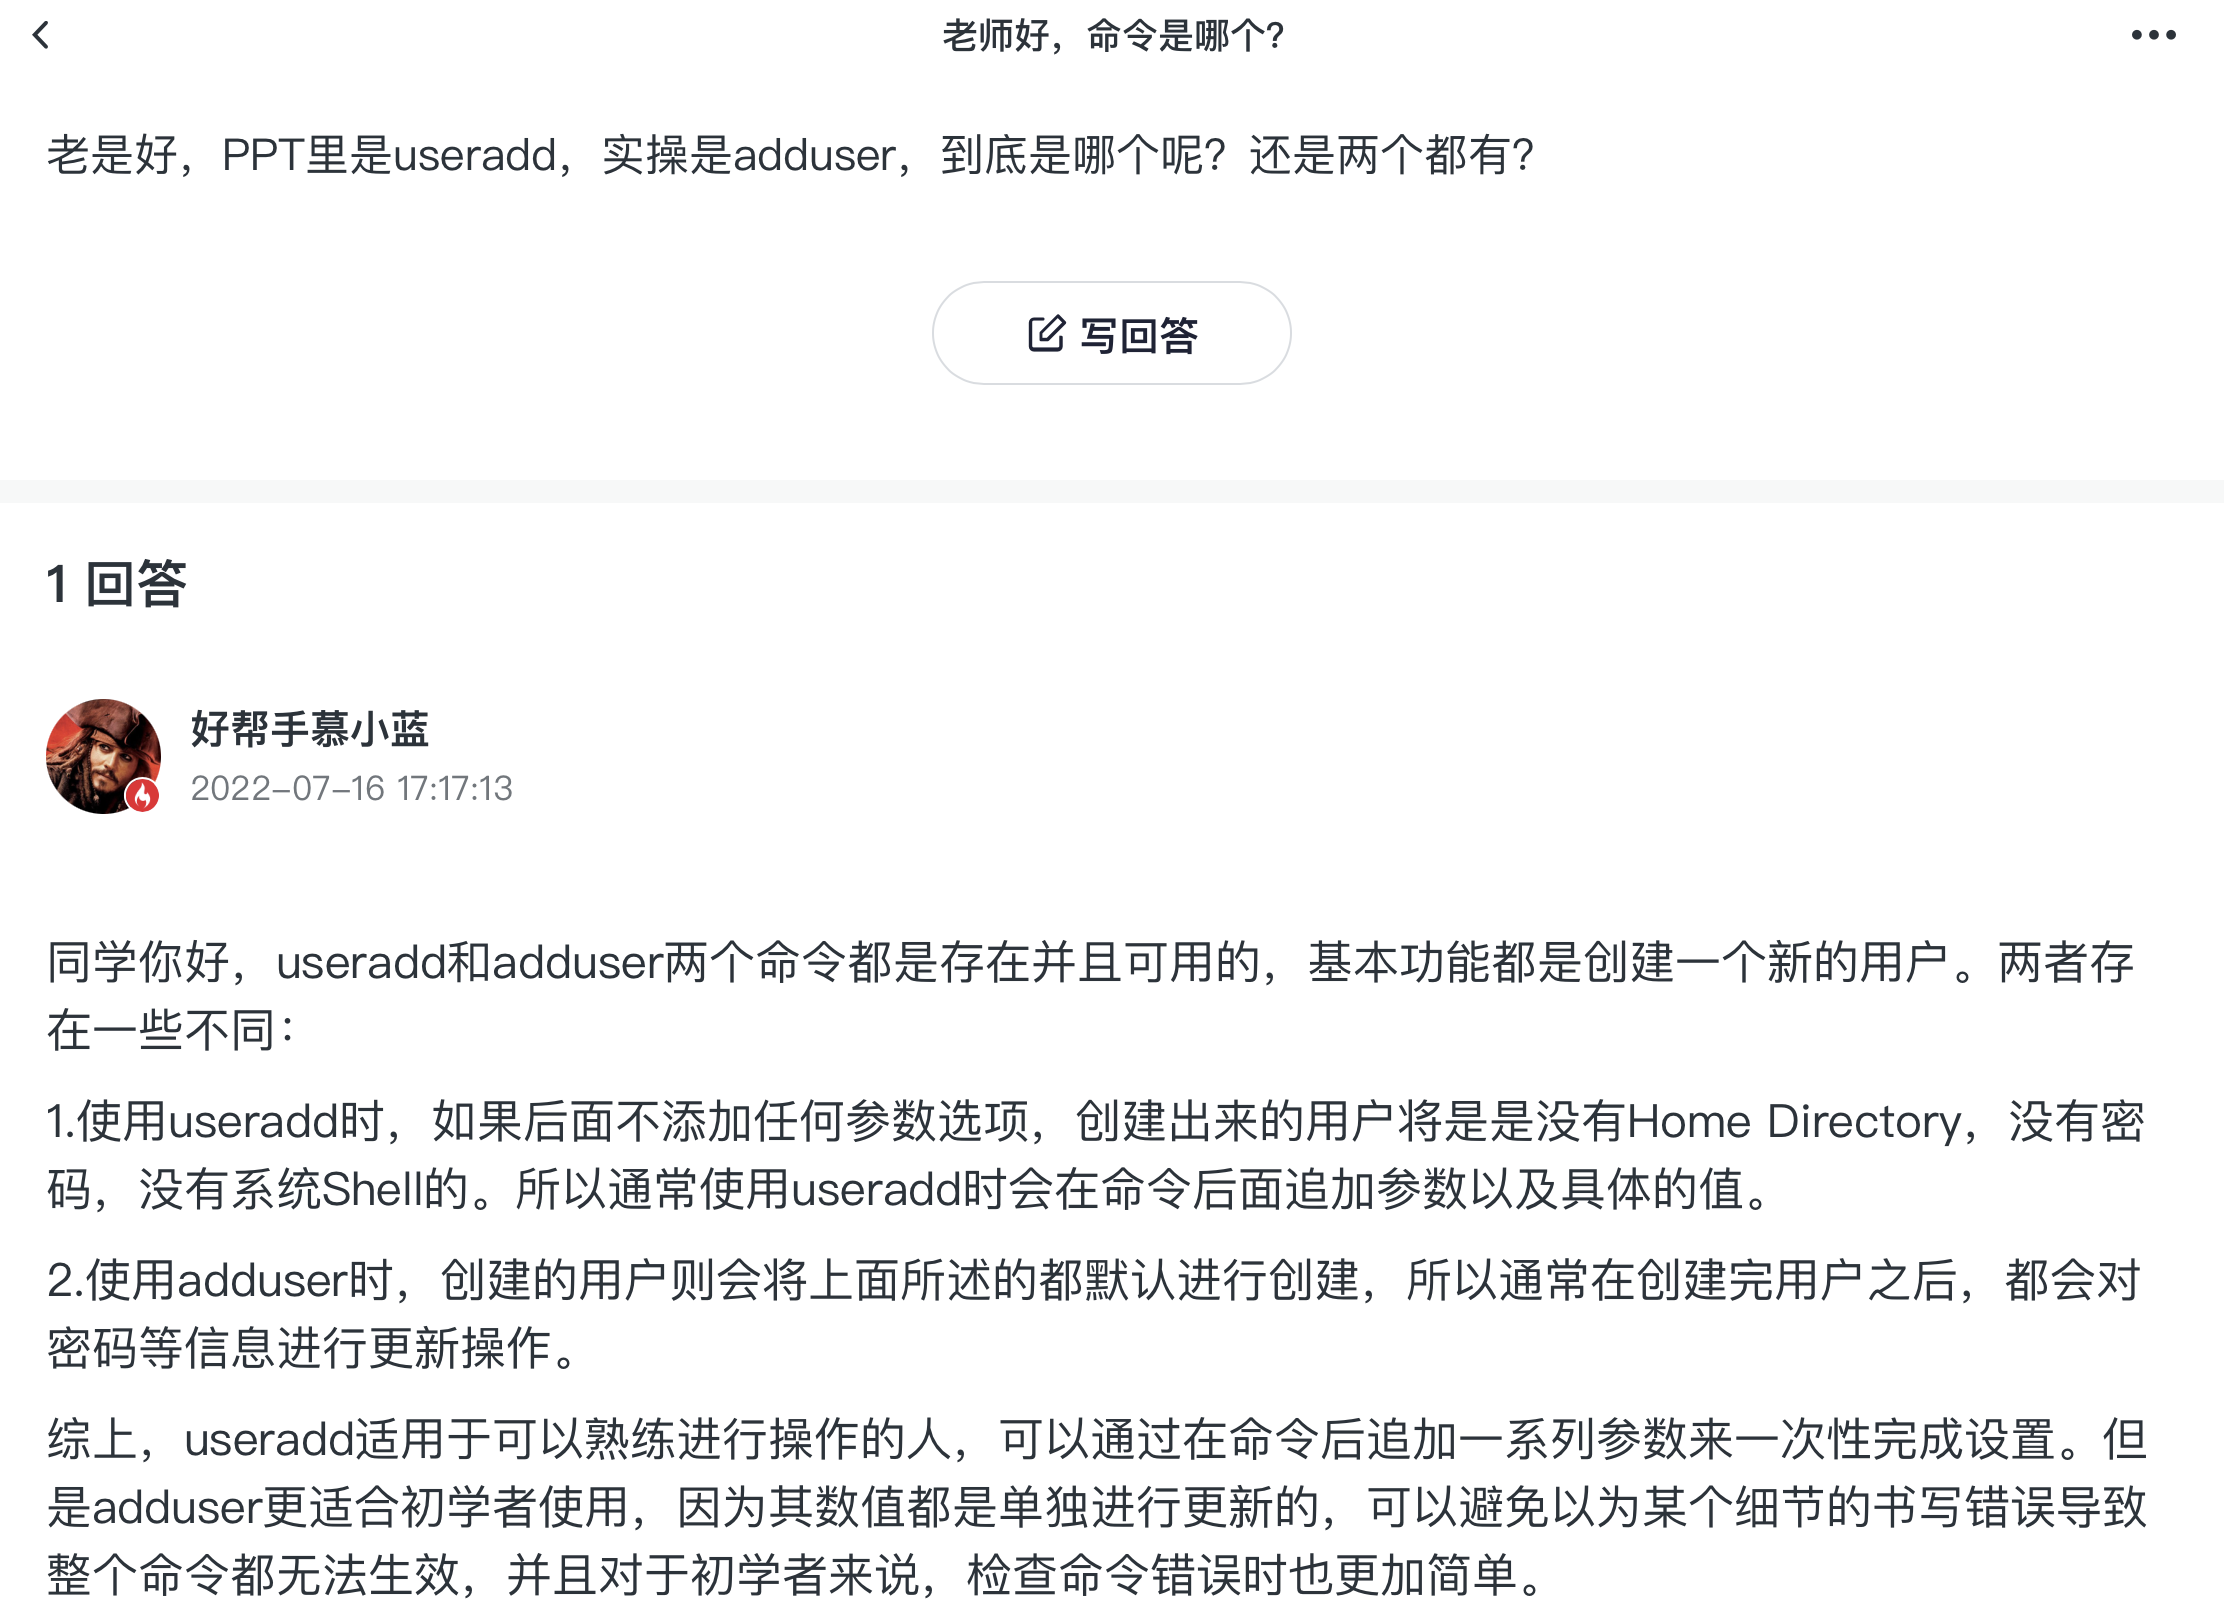 老师好，命令是哪个？
老是好，PPT里是useradd，实操是adduser，到底是哪个呢？还是两个都有？
写回答
1 回答
好帮手慕小蓝
2022-07-16 17:17:13
同学你好，useradd和adduser两个命令都是存在并且可用的，基本功能都是创建一个新的用户。两者存
在一些不同：
1.使用useradd时，如果后面不添加任何参数选项，创建出来的用户将是是没有Home Directory，没有密
码，没有系统Shell的。所以通常使用useradd时会在命令后面追加参数以及具体的值。
2.使用adduser时，创建的用户则会将上面所述的都默认进行创建，所以通常在创建完用户之后，都会对
密码等信息进行更新操作。
综上，useradd适用于可以熟练进行操作的人，可以通过在命令后追加一系列参数来一次性完成设置。但
是adduser更适合初学者使用，因为其数值都是单独进行更新的，可以避免以为某个细节的书写错误导致
整个命令都无法生效，并且对于初学者来说，检查命令错误时也更加简单。